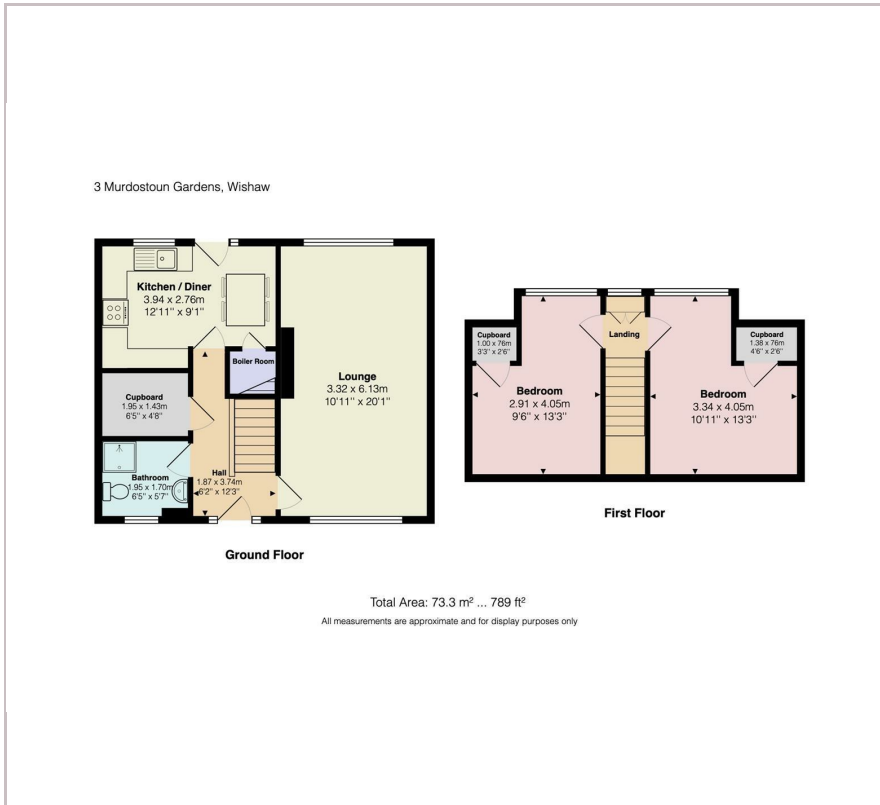 3 Murdostoun Gardens, Wishaw
Kitchen / Diner
3.94 x 2.76m
12'11" x 9'1"
Boiler Room
Cupboard
1.95 x 1.43m
6'5" x 4'8"
Lounge
3.32 x 6.13m
10'11" x 20'1"
Bathroom
1.95 x 1.70m
6'5" x 5'7"
Hall
1.87 x 3.74m
6'2" x 12'3"
Ground Floor
Cupboard
1.00 x 76m
3'3" x 2'6"
Landing
Cupboard
1.38 x 76m
4'6" x 2'6"
Bedroom
2.91 x 4.05m
9'6" x 13'3"
Bedroom
3.34 x 4.05m
10'11" x 13'3"
First Floor
Total Area: 73.3 m² ... 789 ft²
All measurements are approximate and for display purposes only